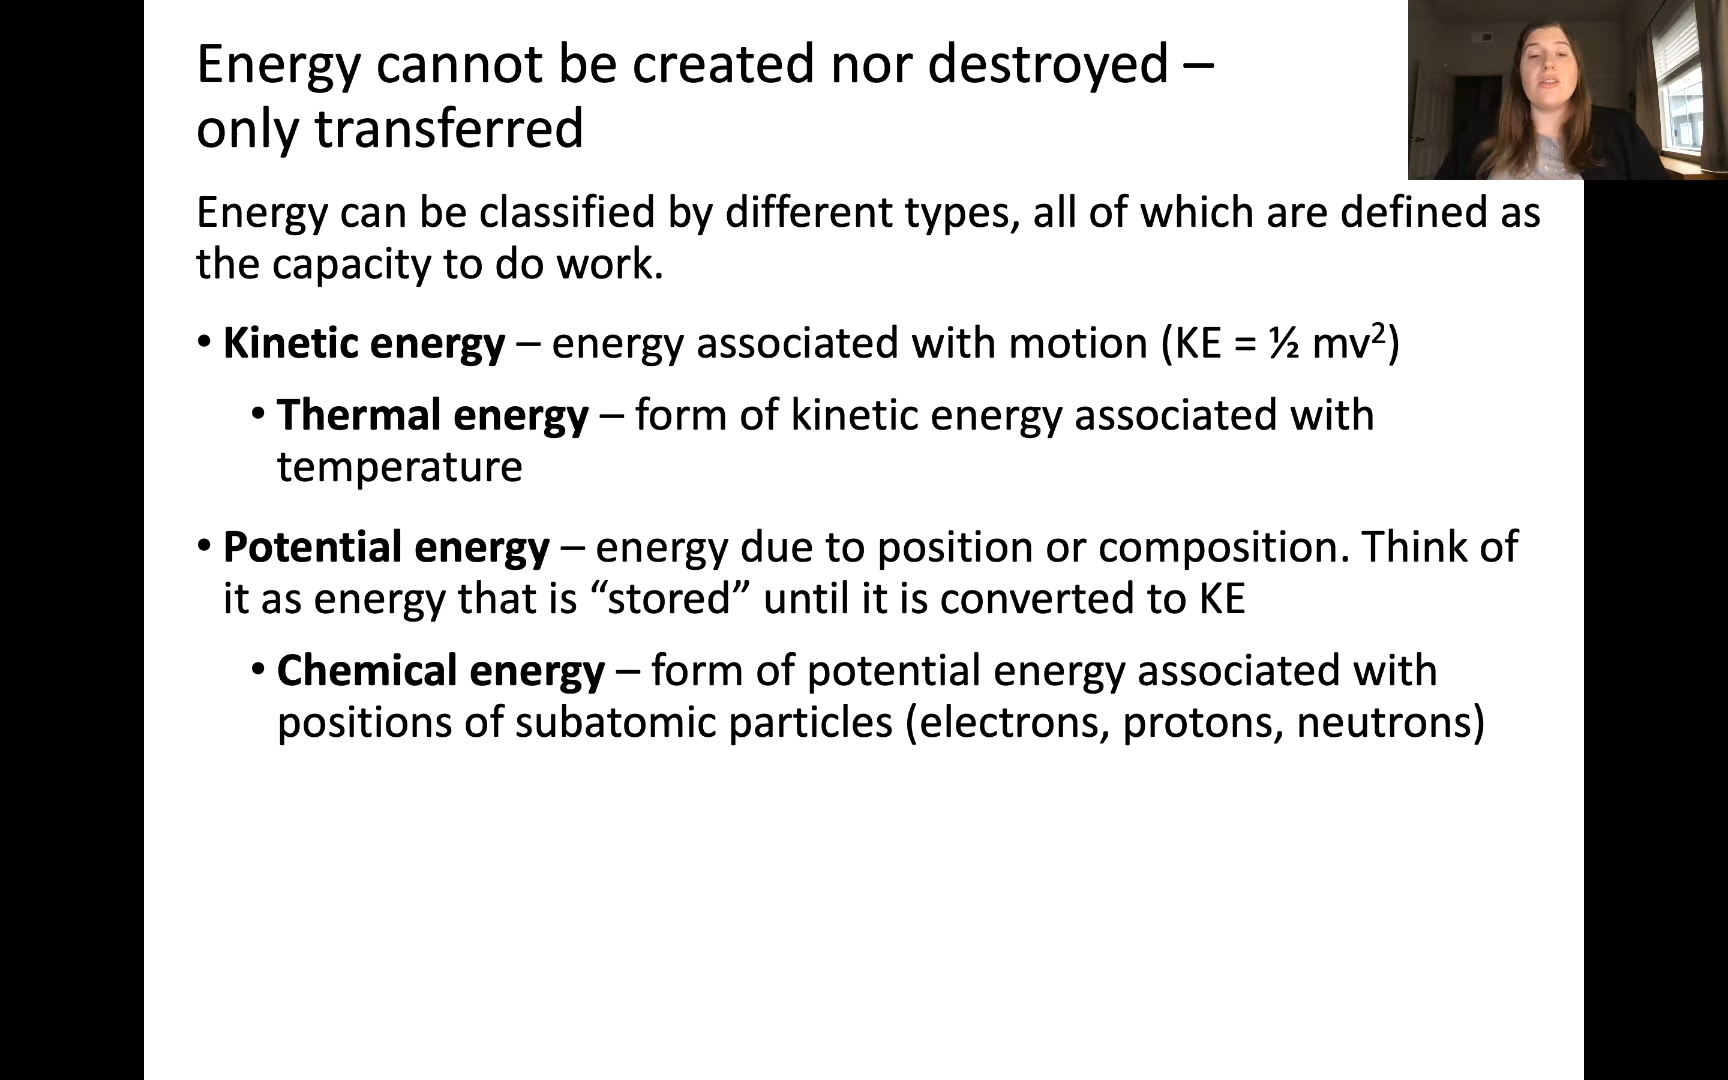 Energy cannot be created nor destroyed –
only transferred
Energy can be classified by different types, all of which are defined as
the capacity to do work.
• Kinetic energy – energy associated with motion (KE = ½ mv²)
• Thermal energy – form of kinetic energy associated with
temperature
• Potential energy – energy due to position or composition. Think of
it as energy that is “stored” until it is converted to KE
• Chemical energy – form of potential energy associated with
positions of subatomic particles (electrons, protons, neutrons)